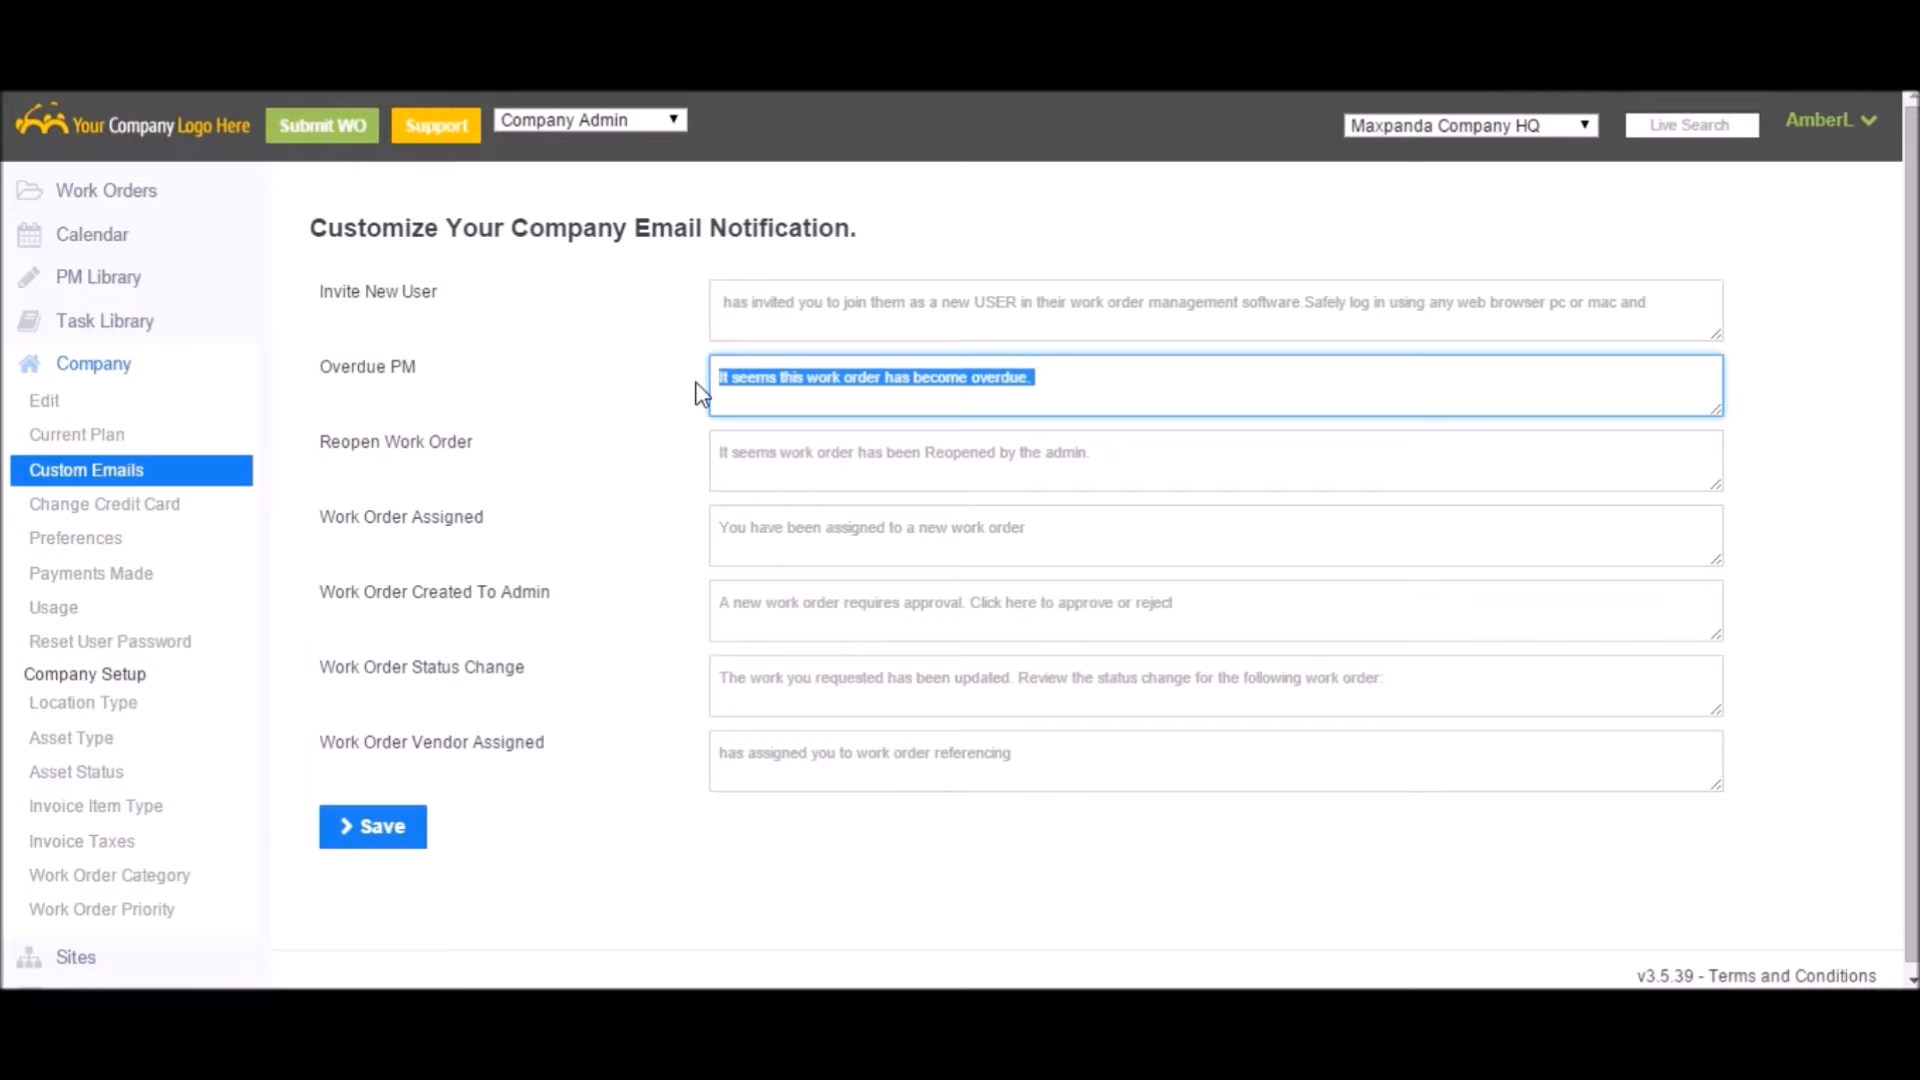 Your Company Logo Here
Submit WO
Support
Company Admin
Maxpanda Company HQ
Live Search
AmberL
Work Orders
Calendar
PM Library
Task Library
Company
Edit
Current Plan
Custom Emails
Change Credit Card
Preferences
Payments Made
Usage
Reset User Password
Company Setup
Location Type
Asset Type
Asset Status
Invoice Item Type
Invoice Taxes
Work Order Category
Work Order Priority
Sites
Customize Your Company Email Notification.
Invite New User
has invited you to join them as a new USER in their work order management software.Safely log in using any web browser pc or mac and
Overdue PM
It seems this work order has become overdue.
Reopen Work Order
It seems work order has been Reopened by the admin.
Work Order Assigned
You have been assigned to a new work order
Work Order Created To Admin
A new work order requires approval. Click here to approve or reject
Work Order Status Change
The work you requested has been updated. Review the status change for the following work order:
Work Order Vendor Assigned
has assigned you to work order referencing
Save
v3.5.39 - Terms and Conditions